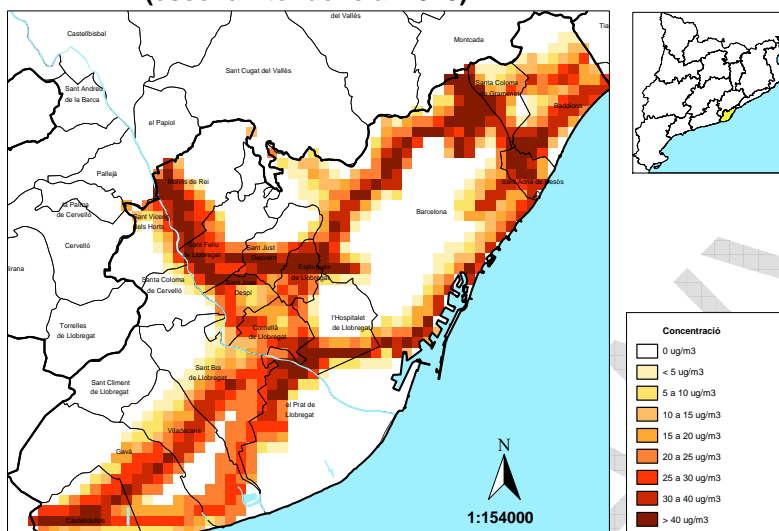 del Vallès
Castellbisbal
Montcada
Tia
Sant Cugat del Vallès
Santa Coloma
de Gramenet
Sant Andreu
de la Barca
Badalona
el Papiol
Pallejà
Molins de Rei
Sant Adrià de Besòs
la Palma
de Cervelló
Sant Vicenç
dels Horts
Barcelona
Cervelló
Sant Feliu
de Llobregat
Sant Just
Desvern
lirana
Esplugues
de Llobregat
Santa Coloma
de Cervelló
Sant Joan
Despí
Torrelles
de Llobregat
l'Hospitalet
de Llobregat
Cornellà
de Llobregat
Sant Boi
de Llobregat
Sant Climent
de Llobregat
el Prat de
Llobregat
Viladecans
Gavà
Castelldefels
N
1:154000
Concentració
0 ug/m3
< 5 ug/m3
5 a 10 ug/m3
10 a 15 ug/m3
15 a 20 ug/m3
20 a 25 ug/m3
25 a 30 ug/m3
30 a 40 ug/m3
> 40 ug/m3